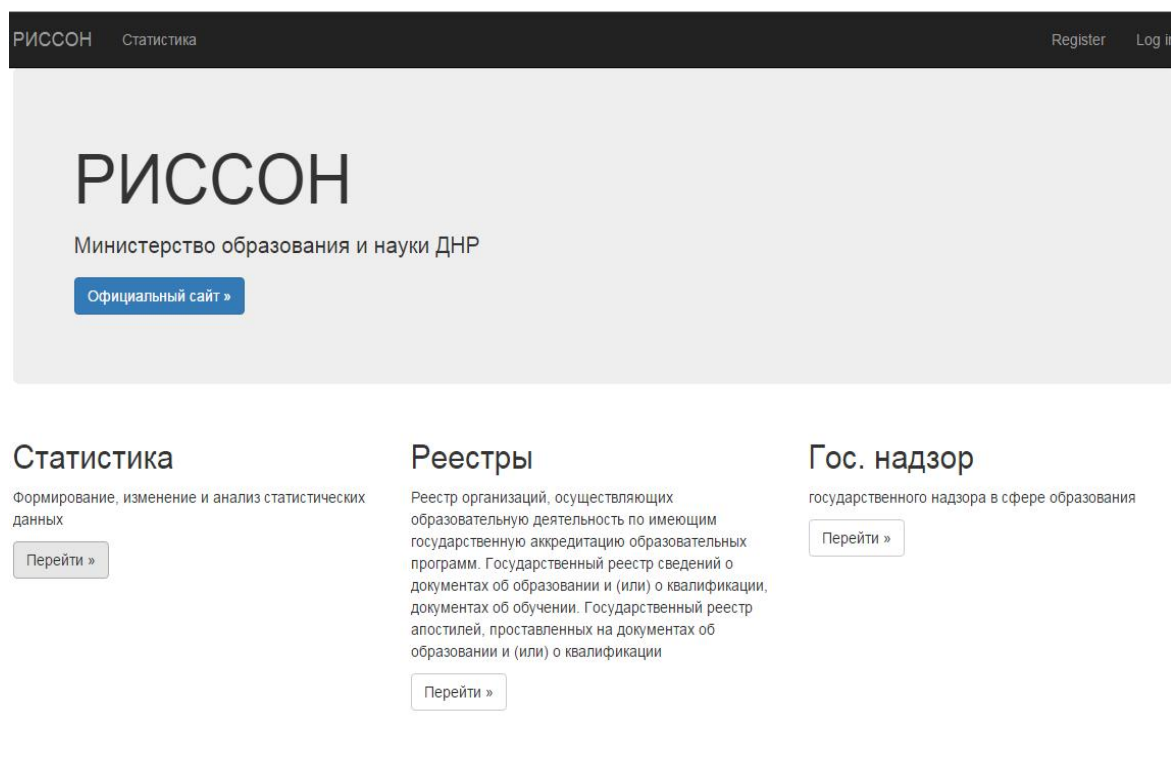 РИССОН Статистика Register Log in
РИССОН
Министерство образования и науки ДНР
Официальный сайт »
Статистика
Формирование, изменение и анализ статистических
данных
Перейти »
Реестры
Реестр организаций, осуществляющих
образовательную деятельность по имеющим
государственную аккредитацию образовательных
программ. Государственный реестр сведений о
документах об образовании и (или) о квалификации,
документах об обучении. Государственный реестр
апостилей, проставленных на документах об
образовании и (или) о квалификации
Перейти »
Гос. надзор
государственного надзора в сфере образования
Перейти »